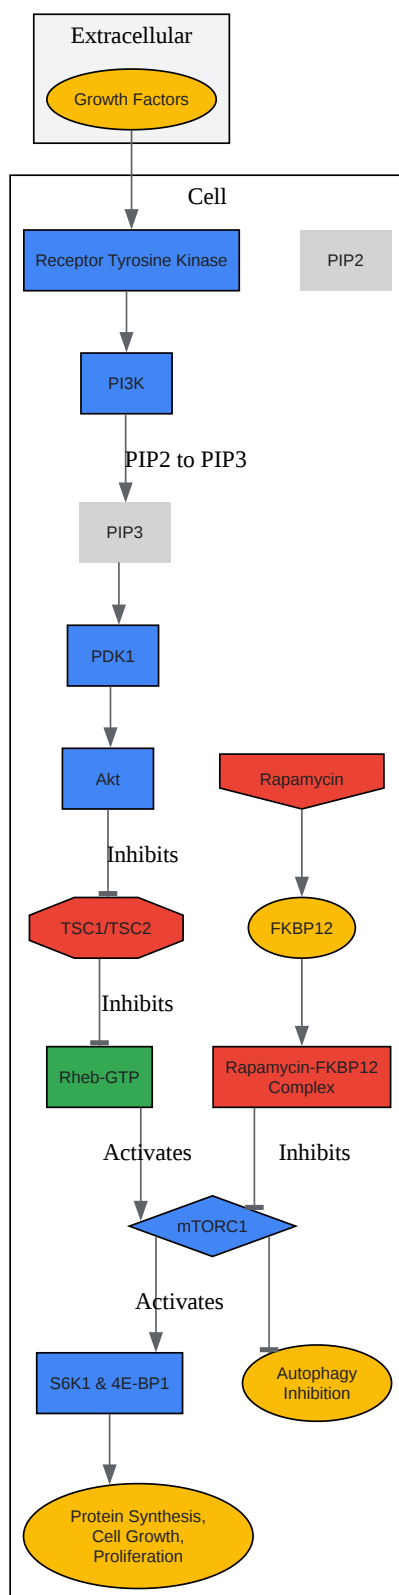 Extracellular
Growth Factors
Cell
Receptor Tyrosine Kinase
PIP2
PI3K
PIP2 to PIP3
PIP3
PDK1
Akt
Rapamycin
Inhibits
TSC1/TSC2
FKBP12
Inhibits
Rheb-GTP
Rapamycin-FKBP12
Complex
Activates
Inhibits
mTORC1
Activates
S6K1 & 4E-BP1
Autophagy
Inhibition
Protein Synthesis,
Cell Growth,
Proliferation